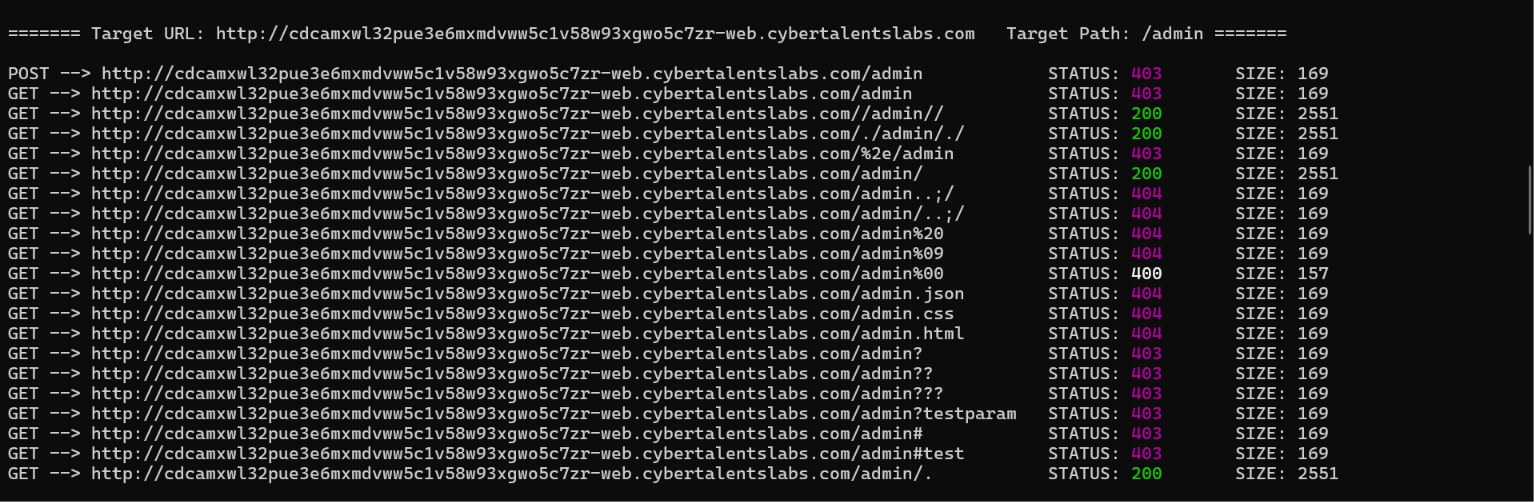 ======= Target URL: http://cdcamxwl32pue3e6mxmdvww5c1v58w93xgwo5c7zr-web.cybertalentslabs.com   Target Path: /admin =======
POST --> http://cdcamxwl32pue3e6mxmdvww5c1v58w93xgwo5c7zr-web.cybertalentslabs.com/admin STATUS: 403 SIZE: 169
GET --> http://cdcamxwl32pue3e6mxmdvww5c1v58w93xgwo5c7zr-web.cybertalentslabs.com/admin STATUS: 403 SIZE: 169
GET --> http://cdcamxwl32pue3e6mxmdvww5c1v58w93xgwo5c7zr-web.cybertalentslabs.com//admin// STATUS: 200 SIZE: 2551
GET --> http://cdcamxwl32pue3e6mxmdvww5c1v58w93xgwo5c7zr-web.cybertalentslabs.com/./admin/./ STATUS: 200 SIZE: 2551
GET --> http://cdcamxwl32pue3e6mxmdvww5c1v58w93xgwo5c7zr-web.cybertalentslabs.com/%2e/admin STATUS: 403 SIZE: 169
GET --> http://cdcamxwl32pue3e6mxmdvww5c1v58w93xgwo5c7zr-web.cybertalentslabs.com/admin/ STATUS: 200 SIZE: 2551
GET --> http://cdcamxwl32pue3e6mxmdvww5c1v58w93xgwo5c7zr-web.cybertalentslabs.com/admin..;/ STATUS: 404 SIZE: 169
GET --> http://cdcamxwl32pue3e6mxmdvww5c1v58w93xgwo5c7zr-web.cybertalentslabs.com/admin/..;/ STATUS: 404 SIZE: 169
GET --> http://cdcamxwl32pue3e6mxmdvww5c1v58w93xgwo5c7zr-web.cybertalentslabs.com/admin%20 STATUS: 404 SIZE: 169
GET --> http://cdcamxwl32pue3e6mxmdvww5c1v58w93xgwo5c7zr-web.cybertalentslabs.com/admin%09 STATUS: 404 SIZE: 169
GET --> http://cdcamxwl32pue3e6mxmdvww5c1v58w93xgwo5c7zr-web.cybertalentslabs.com/admin%00 STATUS: 400 SIZE: 157
GET --> http://cdcamxwl32pue3e6mxmdvww5c1v58w93xgwo5c7zr-web.cybertalentslabs.com/admin.json STATUS: 404 SIZE: 169
GET --> http://cdcamxwl32pue3e6mxmdvww5c1v58w93xgwo5c7zr-web.cybertalentslabs.com/admin.css STATUS: 404 SIZE: 169
GET --> http://cdcamxwl32pue3e6mxmdvww5c1v58w93xgwo5c7zr-web.cybertalentslabs.com/admin.html STATUS: 404 SIZE: 169
GET --> http://cdcamxwl32pue3e6mxmdvww5c1v58w93xgwo5c7zr-web.cybertalentslabs.com/admin? STATUS: 403 SIZE: 169
GET --> http://cdcamxwl32pue3e6mxmdvww5c1v58w93xgwo5c7zr-web.cybertalentslabs.com/admin?? STATUS: 403 SIZE: 169
GET --> http://cdcamxwl32pue3e6mxmdvww5c1v58w93xgwo5c7zr-web.cybertalentslabs.com/admin??? STATUS: 403 SIZE: 169
GET --> http://cdcamxwl32pue3e6mxmdvww5c1v58w93xgwo5c7zr-web.cybertalentslabs.com/admin?testparam STATUS: 403 SIZE: 169
GET --> http://cdcamxwl32pue3e6mxmdvww5c1v58w93xgwo5c7zr-web.cybertalentslabs.com/admin# STATUS: 403 SIZE: 169
GET --> http://cdcamxwl32pue3e6mxmdvww5c1v58w93xgwo5c7zr-web.cybertalentslabs.com/admin#test STATUS: 403 SIZE: 169
GET --> http://cdcamxwl32pue3e6mxmdvww5c1v58w93xgwo5c7zr-web.cybertalentslabs.com/admin/. STATUS: 200 SIZE: 2551